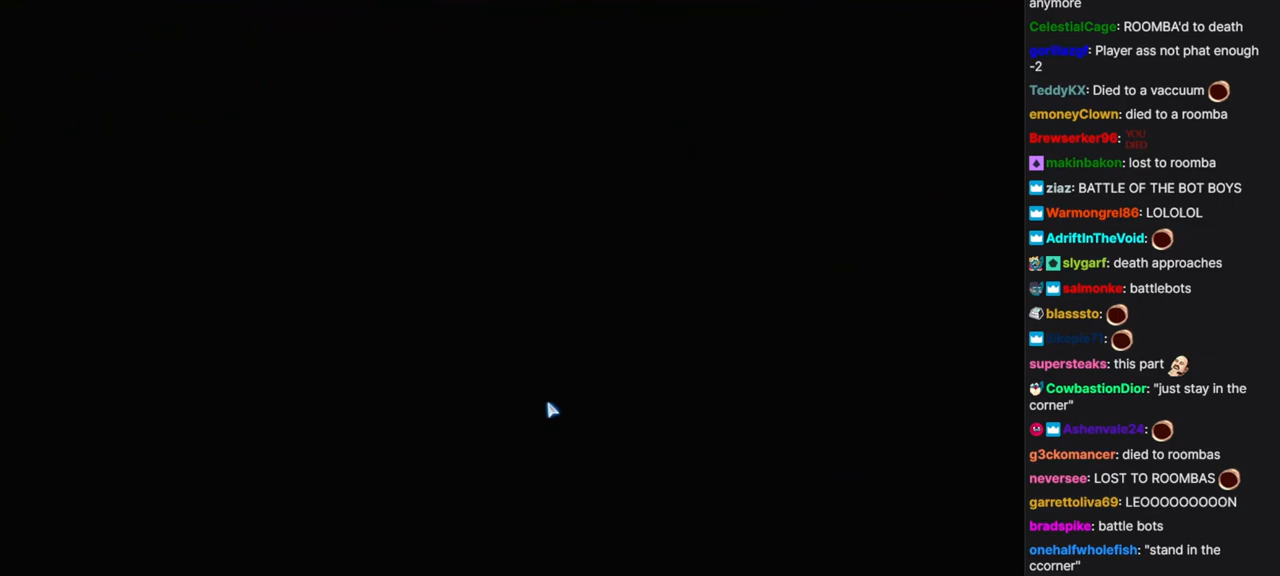 anymore
CelestialCage: ROOMBA'd to death
Player ass not phat enough
-2
TeddyKX: Died to a vaccuum
emoneyClown: died to a roomba
Brewserker96: YOU DIED
makinbakon: lost to roomba
ziaz: BATTLE OF THE BOT BOYS
Warmongrel86: LOLOLOL
AdriftInTheVoid:
slygarf: death approaches
salmonke: battlebots
blasssto:
supersteaks: this part
CowbastionDior: "just stay in the
corner"
Ashenvale24:
g3ckomancer: died to roombas
neversee: LOST TO ROOMBAS
garrettoliva69: LEOOOOOOOOON
bradspike: battle bots
onehalfwholefish: "stand in the
ccorner"